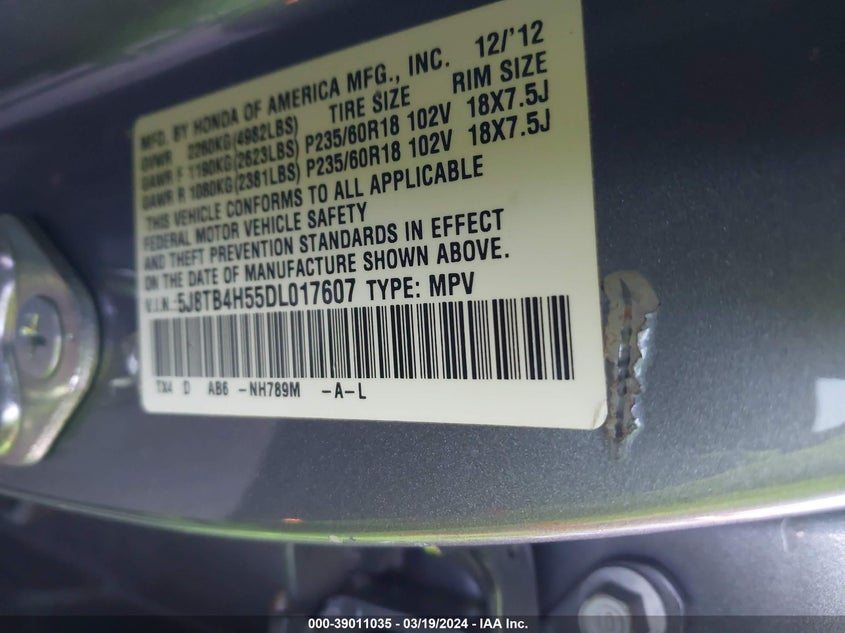 MFD. BY HONDA OF AMERICA MFG., INC. 12/'12
GVWR 2260KG(4982LBS) TIRE SIZE RIM SIZE
GAWR F 1190KG(2623LBS) P235/60R18 102V 18X7.5J
GAWR R 1080KG(2381LBS) P235/60R18 102V 18X7.5J
THIS VEHICLE CONFORMS TO ALL APPLICABLE
FEDERAL MOTOR VEHICLE SAFETY
AND THEFT PREVENTION STANDARDS IN EFFECT
ON THE DATE OF MANUFACTURE SHOWN ABOVE.
V.I.N. 5J8TB4H55DL017607 TYPE: MPV
TX4 D AB6 -NH789M -A-L
000-39011035 - 03/19/2024 - IAA Inc.